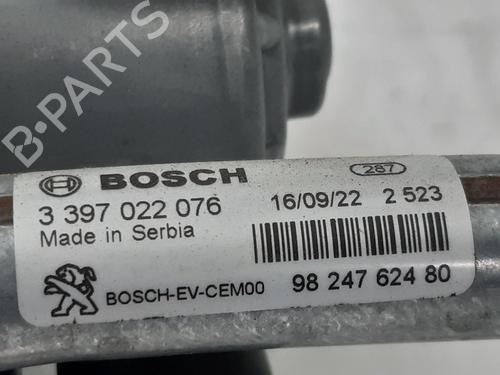 B-PARTS
BOSCH 287
3 397 022 076 16/09/22 2 523
Made in Serbia
BOSCH-EV-CEM00 98 247 624 80